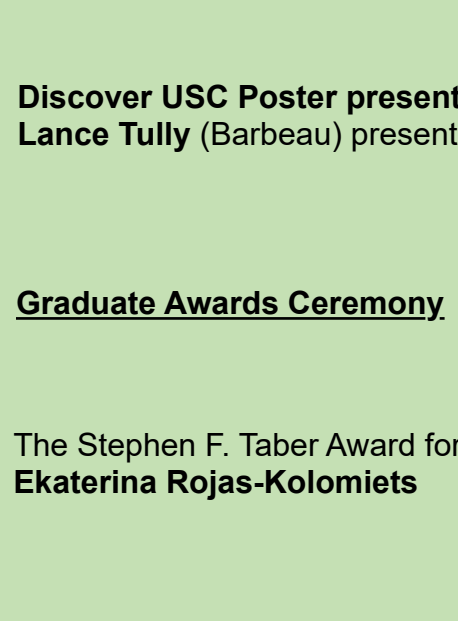 Discover USC Poster present
Lance Tully (Barbeau) present
Graduate Awards Ceremony
The Stephen F. Taber Award for
Ekaterina Rojas-Kolomiets